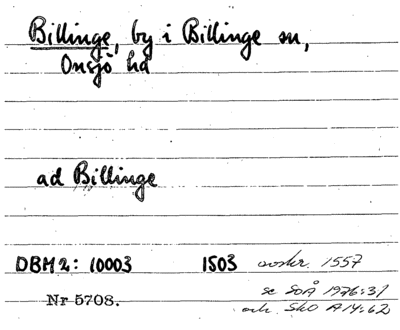 Billinge, by i Billinge sn,
Onsjö hd
ad Billinge
DBM2: 10003 1503 avskr. 1557
se SOÅ 1976:31
och SkO A14:62
Nr 5708.